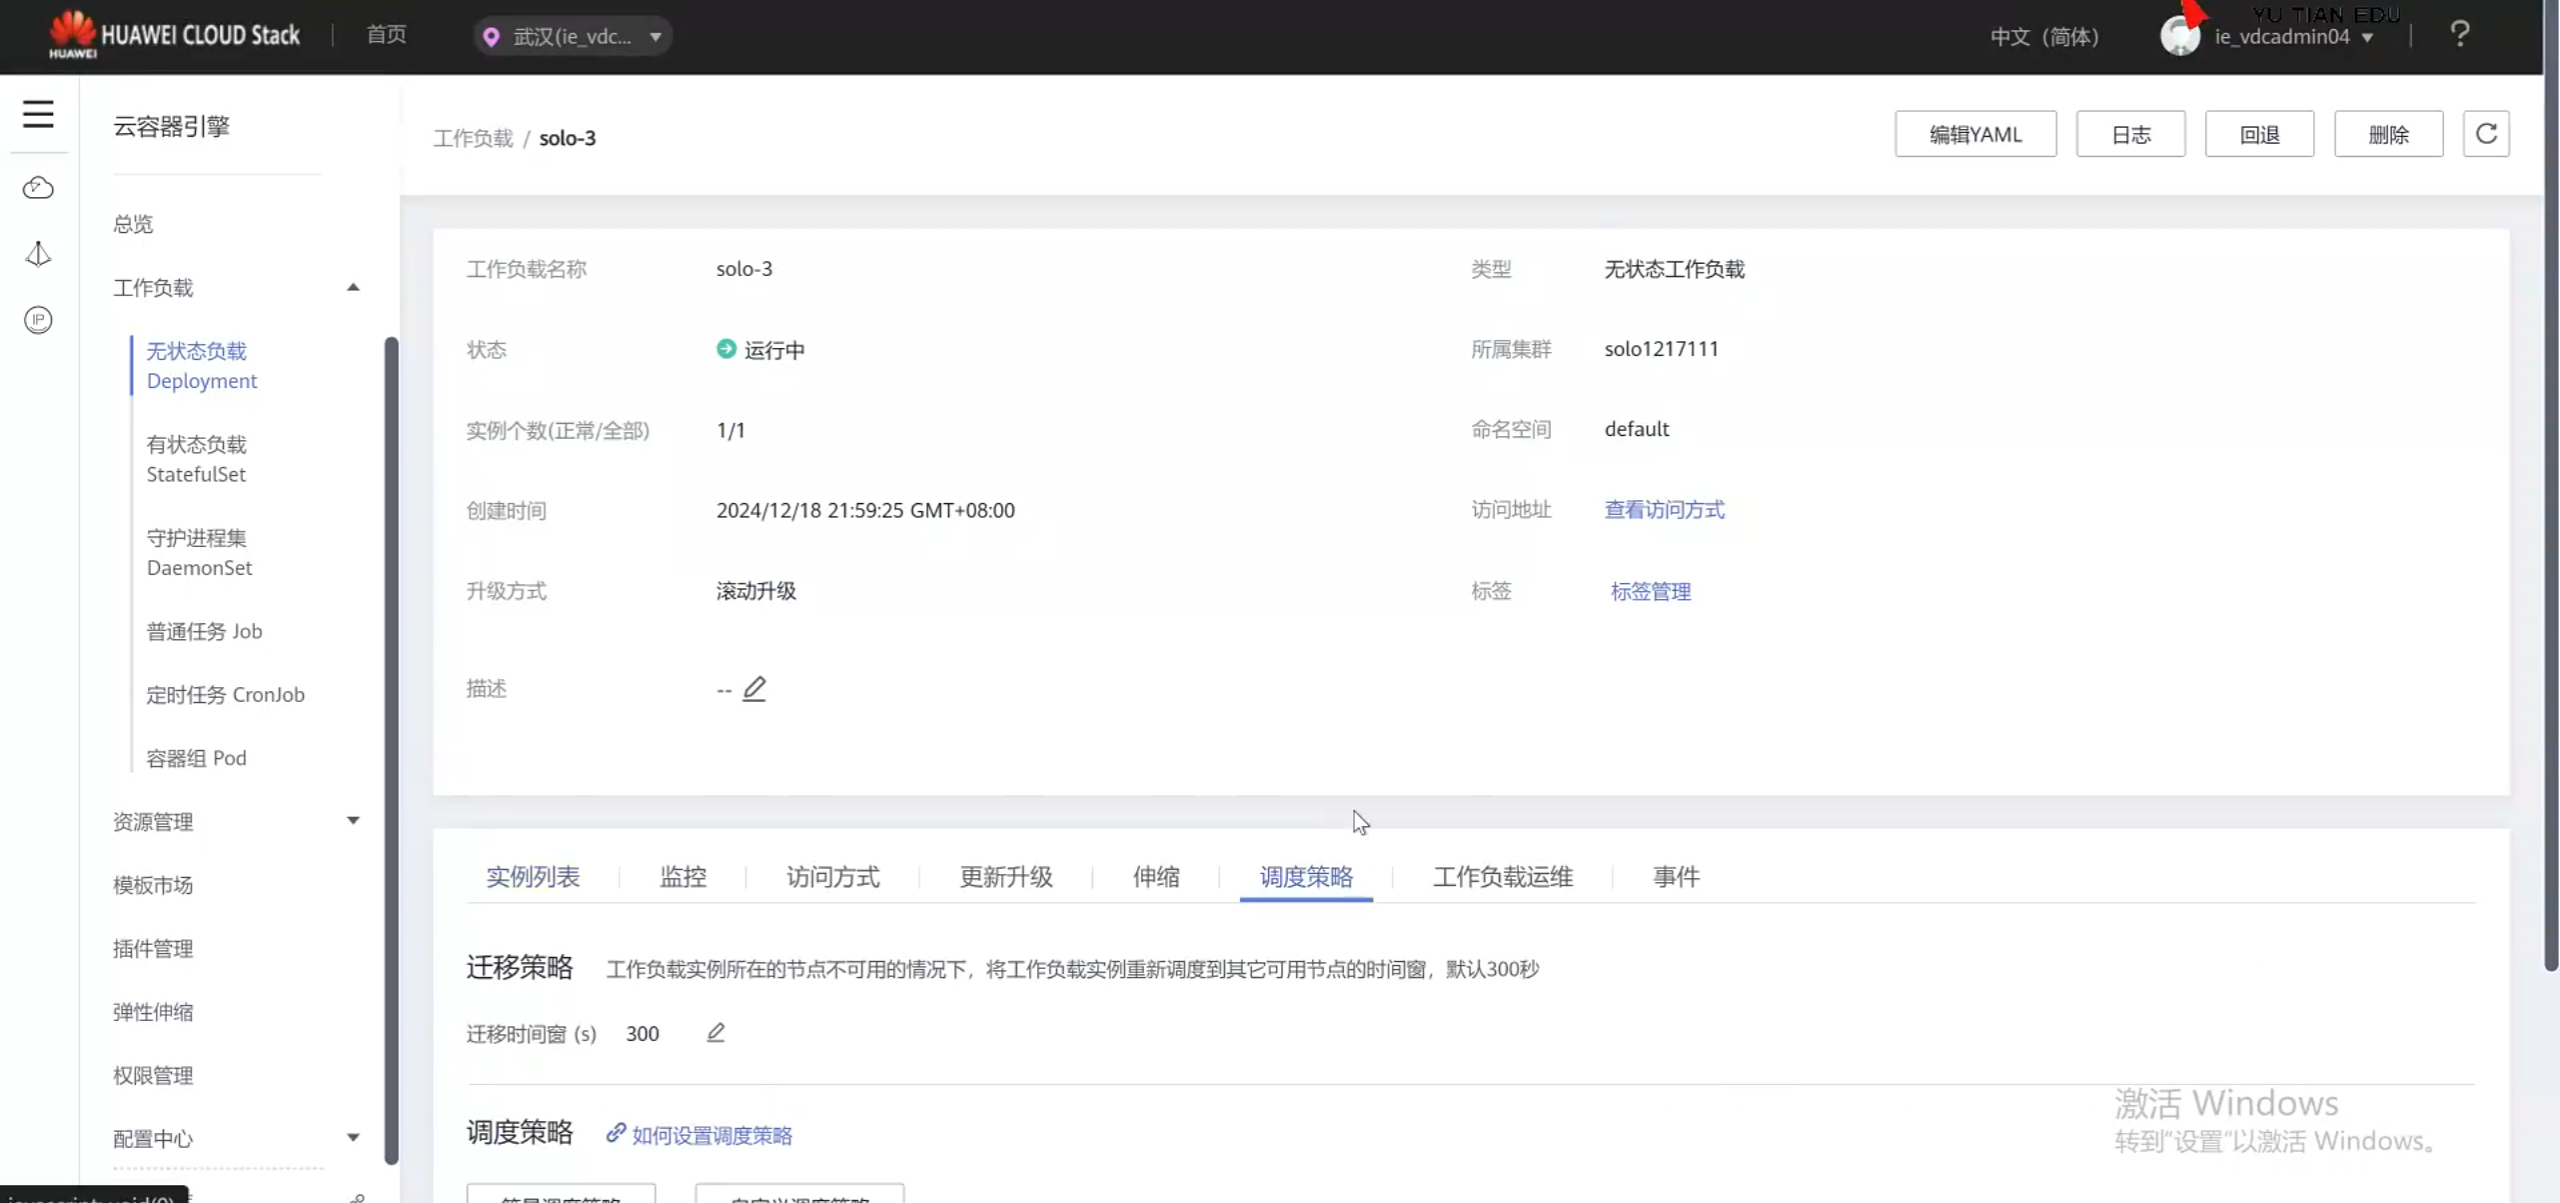 HUAWEI
HUAWEI CLOUD Stack
首页
武汉(ie_vdc...
中文（简体）
YU TIAN EDU
ie_vdcadmin04
?
云容器引擎
总览
工作负载
无状态负载
Deployment
有状态负载
StatefulSet
守护进程集
DaemonSet
普通任务 Job
定时任务 CronJob
容器组 Pod
资源管理
模板市场
插件管理
弹性伸缩
权限管理
配置中心
工作负载 / solo-3
编辑YAML
日志
回退
删除
工作负载名称 solo-3
类型 无状态工作负载
状态 运行中
所属集群 solo1217111
实例个数(正常/全部) 1/1
命名空间 default
创建时间 2024/12/18 21:59:25 GMT+08:00
访问地址 查看访问方式
升级方式 滚动升级
标签 标签管理
描述 --
实例列表 监控 访问方式 更新升级 伸缩 调度策略 工作负载运维 事件
迁移策略 工作负载实例所在的节点不可用的情况下，将工作负载实例重新调度到其它可用节点的时间窗，默认300秒
迁移时间窗 (s) 300
调度策略 如何设置调度策略
激活 Windows
转到“设置”以激活 Windows。
IP